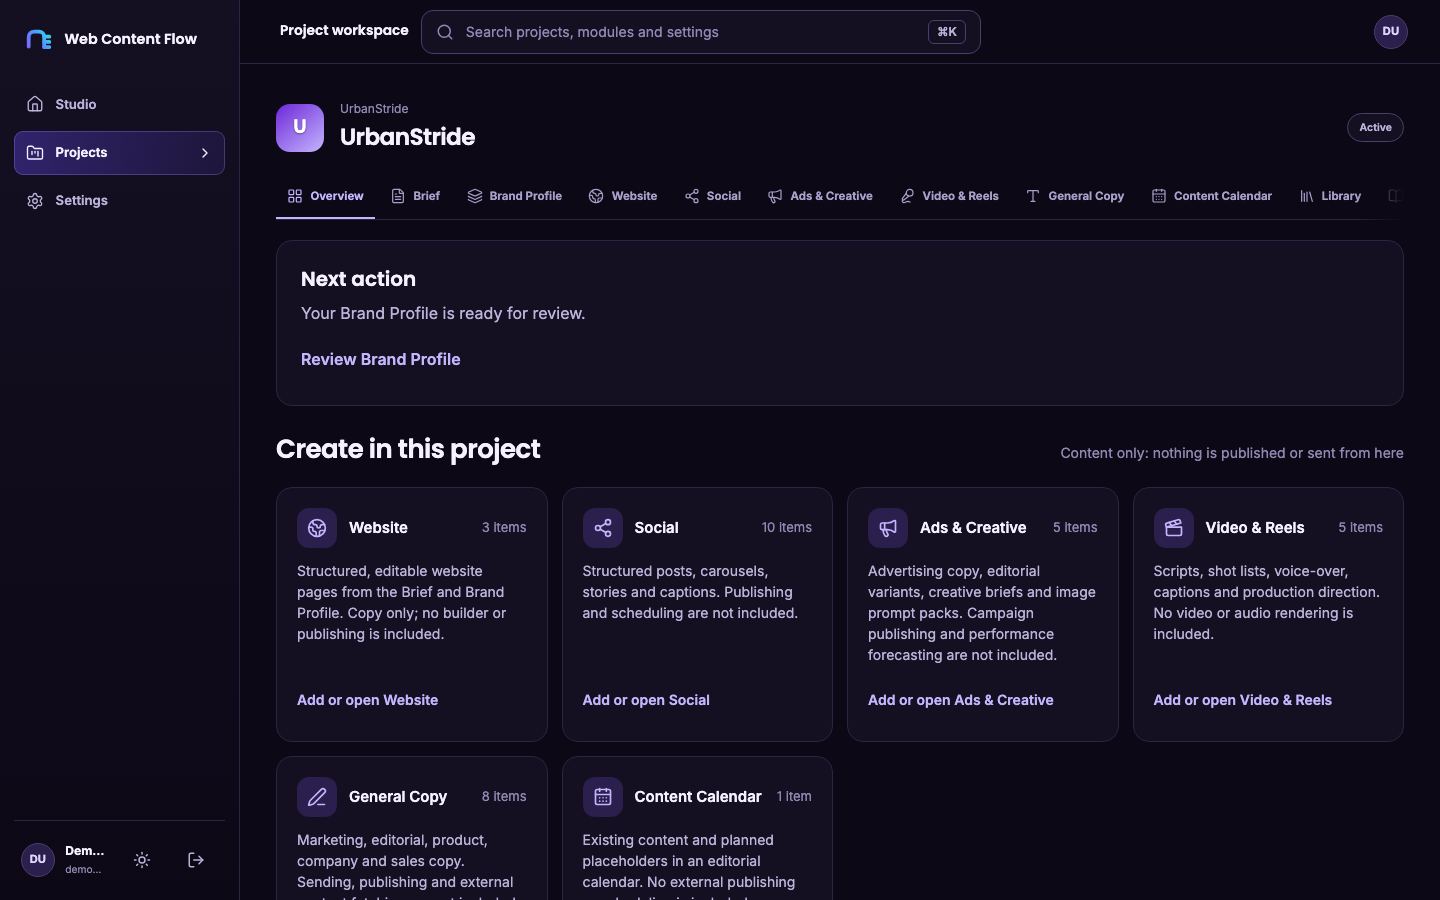 Web Content Flow
Project workspace
Search projects, modules and settings
⌘K
DU
Studio
Projects
Settings
U
UrbanStride
UrbanStride
Active
Overview
Brief
Brand Profile
Website
Social
Ads & Creative
Video & Reels
General Copy
Content Calendar
Library
Next action
Your Brand Profile is ready for review.
Review Brand Profile
Create in this project
Content only: nothing is published or sent from here
Website
3 items
Structured, editable website
pages from the Brief and Brand
Profile. Copy only; no builder or
publishing is included.
Add or open Website
Social
10 items
Structured posts, carousels,
stories and captions. Publishing
and scheduling are not included.
Add or open Social
Ads & Creative
5 items
Advertising copy, editorial
variants, creative briefs and image
prompt packs. Campaign
publishing and performance
forecasting are not included.
Add or open Ads & Creative
Video & Reels
5 items
Scripts, shot lists, voice-over,
captions and production direction.
No video or audio rendering is
included.
Add or open Video & Reels
General Copy
8 items
Marketing, editorial, product,
company and sales copy.
Sending, publishing and external
Content Calendar
1 item
Existing content and planned
placeholders in an editorial
calendar. No external publishing
DU
Dem...
demo...